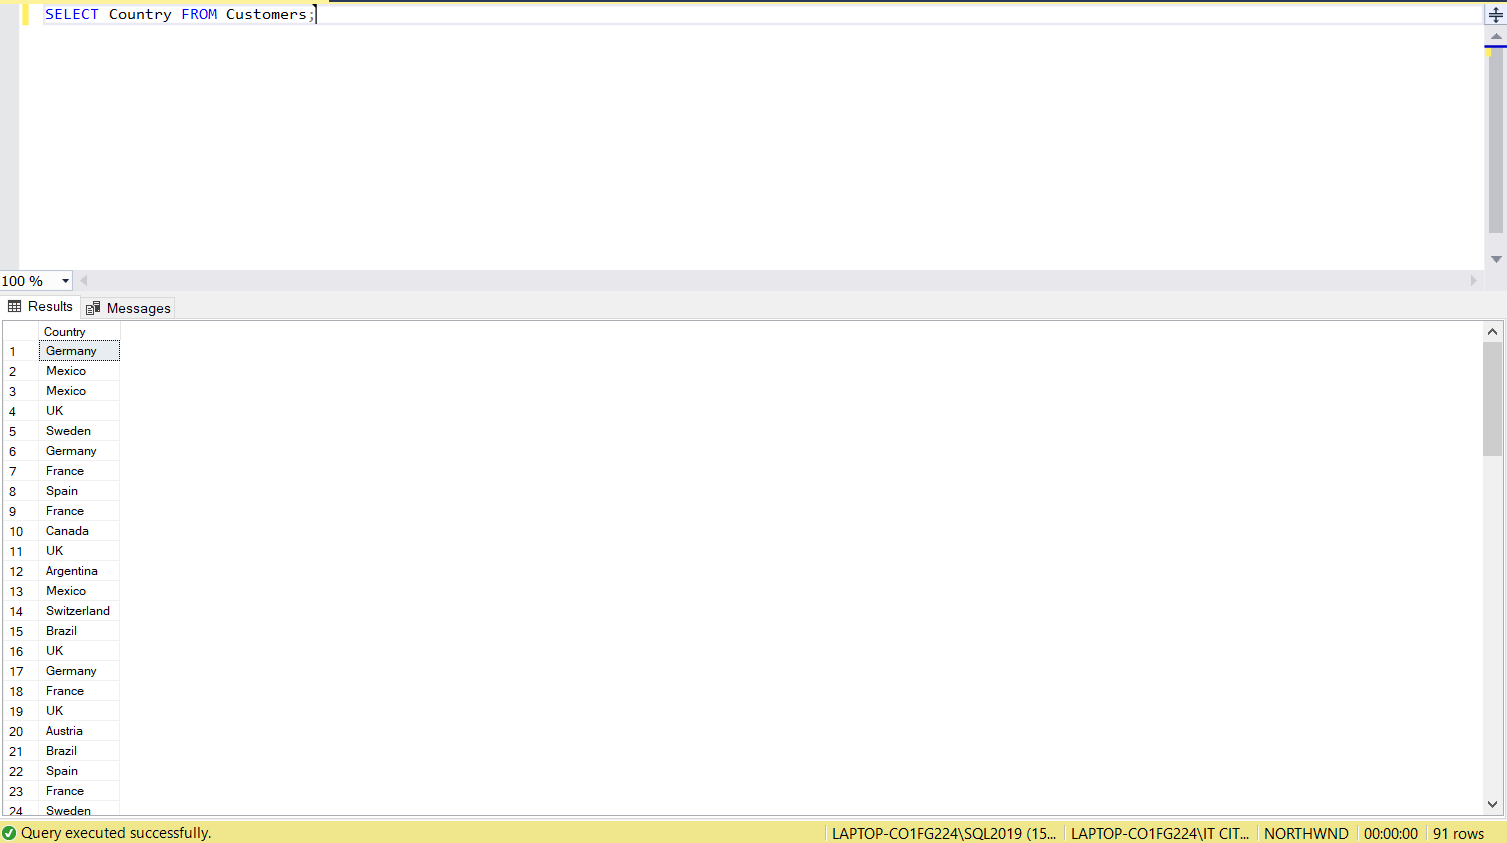 SELECT Country FROM Customers;
100 %
Results Messages
Country
1 Germany
2 Mexico
3 Mexico
4 UK
5 Sweden
6 Germany
7 France
8 Spain
9 France
10 Canada
11 UK
12 Argentina
13 Mexico
14 Switzerland
15 Brazil
16 UK
17 Germany
18 France
19 UK
20 Austria
21 Brazil
22 Spain
23 France
24 Sweden
Query executed successfully. LAPTOP-CO1FG224\SQL2019 (15... LAPTOP-CO1FG224\IT CIT... NORTHWND 00:00:00 91 rows